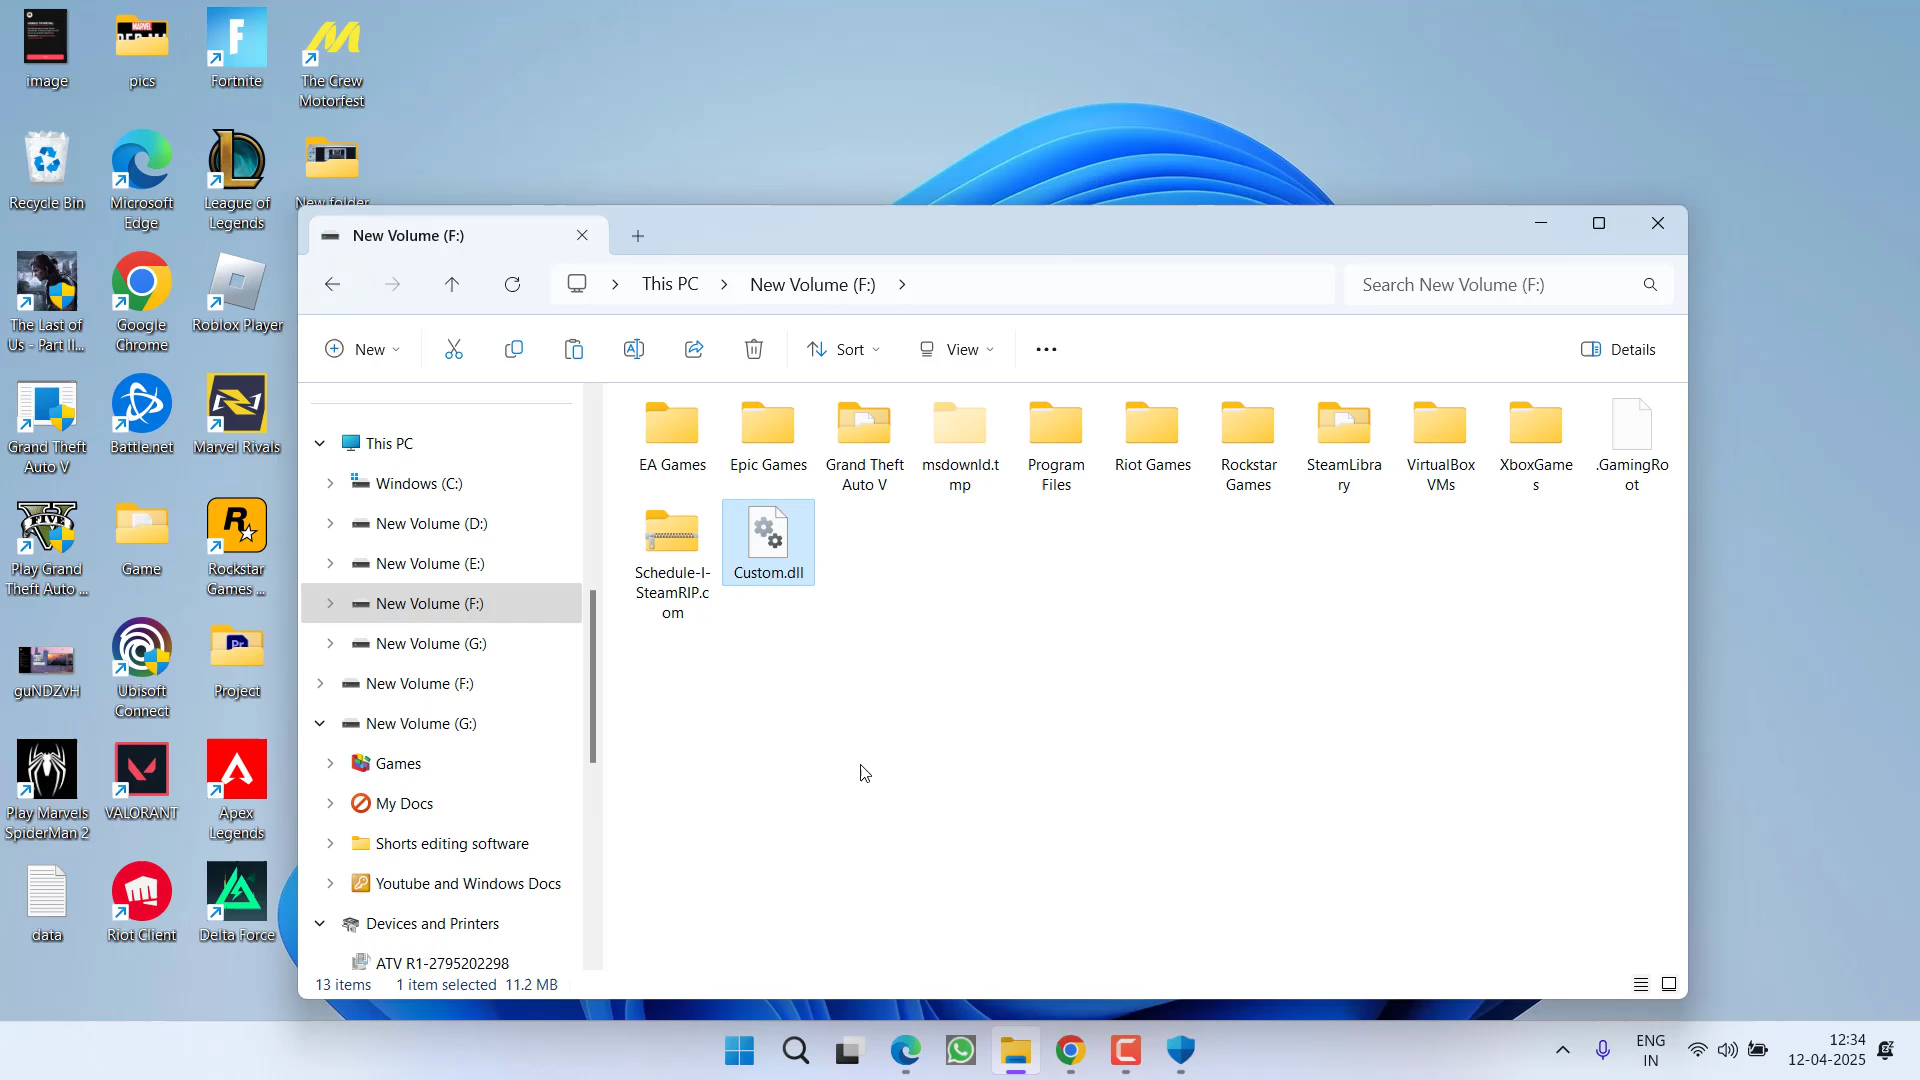 image
pics
Fortnite
The Crew
Motorfest
Recycle Bin
Microsoft
Edge
League of
Legends
New folder
The Last of
Us - Part II...
Google
Chrome
Roblox Player
Grand Theft
Auto V
Battle.net
Marvel Rivals
Play Grand
Theft Auto ...
Game
Rockstar
Games ...
guNDZvH
Ubisoft
Connect
Project
Play Marvels
SpiderMan 2
VALORANT
Apex
Legends
data
Riot Client
Delta Force
New Volume (F:)
This PC
New Volume (F:)
Search New Volume (F:)
New
Sort
View
Details
This PC
Windows (C:)
New Volume (D:)
New Volume (E:)
New Volume (F:)
New Volume (G:)
New Volume (F:)
New Volume (G:)
Games
My Docs
Shorts editing software
Youtube and Windows Docs
Devices and Printers
ATV R1-2795202298
EA Games
Epic Games
Grand Theft
Auto V
msdownld.t
mp
Program
Files
Riot Games
Rockstar
Games
SteamLibra
ry
VirtualBox
VMs
XboxGame
s
.GamingRo
ot
Schedule-I-
SteamRIP.c
om
Custom.dll
13 items
1 item selected 11.2 MB
ENG
IN
12:34
12-04-2025